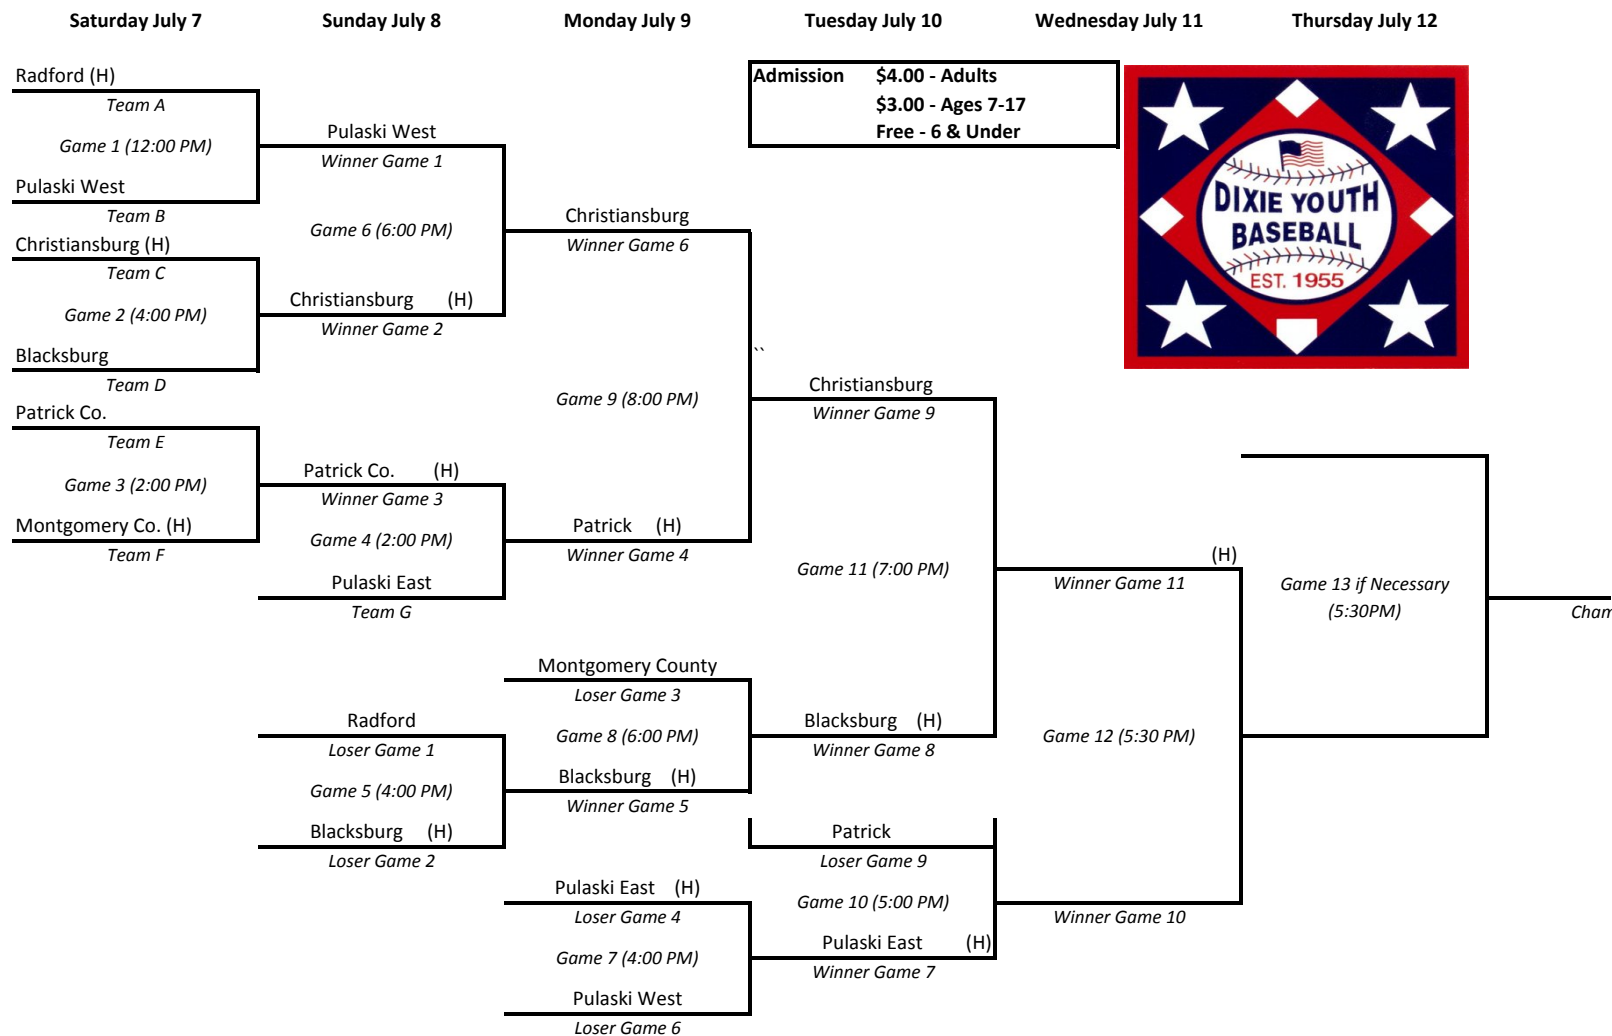 Saturday July 7 Sunday July 8 Monday July 9 Tuesday July 10 Wednesday July 11 Thursday July 12
Radford (H)
Team A
Game 1 (12:00 PM)
Pulaski West
Team B
Christiansburg (H)
Team C
Game 2 (4:00 PM)
Blacksburg
Team D
Patrick Co.
Team E
Game 3 (2:00 PM)
Montgomery Co. (H)
Team F
Pulaski West
Winner Game 1
Game 6 (6:00 PM)
Christiansburg (H)
Winner Game 2
Patrick Co. (H)
Winner Game 3
Game 4 (2:00 PM)
Pulaski East
Team G
Radford
Loser Game 1
Game 5 (4:00 PM)
Blacksburg (H)
Loser Game 2
Christiansburg
Winner Game 6
Game 9 (8:00 PM)
Patrick (H)
Winner Game 4
Montgomery County
Loser Game 3
Game 8 (6:00 PM)
Blacksburg (H)
Winner Game 5
Pulaski East (H)
Loser Game 4
Game 7 (4:00 PM)
Pulaski West
Loser Game 6
Admission $4.00 - Adults
$3.00 - Ages 7-17
Free - 6 & Under
``
Christiansburg
Winner Game 9
Game 11 (7:00 PM)
Blacksburg (H)
Winner Game 8
Patrick
Loser Game 9
Game 10 (5:00 PM)
Pulaski East (H)
Winner Game 7
DIXIE YOUTH
BASEBALL
EST. 1955
(H)
Winner Game 11
Game 12 (5:30 PM)
Winner Game 10
Game 13 if Necessary
(5:30PM)
Cham